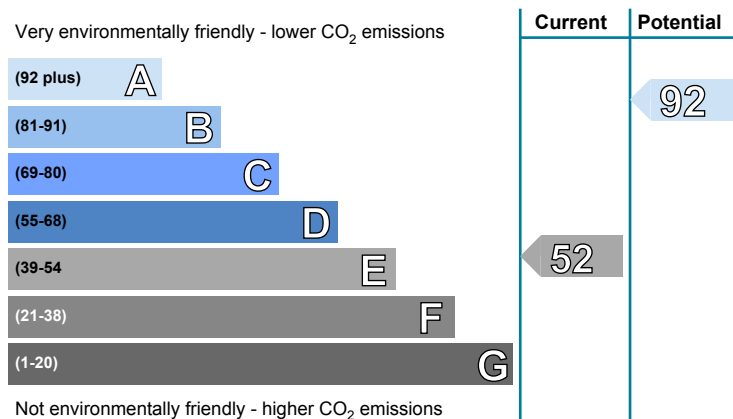 Very environmentally friendly - lower CO2 emissions
Current
Potential
(92 plus) A
92
(81-91) B
(69-80) C
(55-68) D
(39-54 E
52
(21-38) F
(1-20) G
Not environmentally friendly - higher CO2 emissions